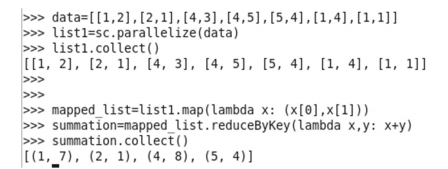 >>> data=[[1,2],[2,1],[4,3],[4,5],[5,4],[1,4],[1,1]]
>>> list1=sc.parallelize(data)
>>> list1.collect()
[[1, 2], [2, 1], [4, 3], [4, 5], [5, 4], [1, 4], [1, 1]]
>>>
>>>
>>> mapped_list=list1.map(lambda x: (x[0],x[1]))
>>> summation=mapped_list.reduceByKey(lambda x,y: x+y)
>>> summation.collect()
[(1, 7), (2, 1), (4, 8), (5, 4)]